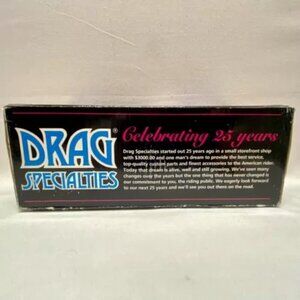 DRAG®
SPECIALTIES
Celebrating 25 years
Drag Specialties started out 25 years ago in a small storefront shop
with $3000.00 and one man's dream to provide the best service,
top-quality custom parts and finest accessories to the American rider.
Today that dream is alive, well and still growing. We've seen many
changes over the years but the one thing that has never changed is
our commitment to you, the riding public. We eagerly look forward
to our next 25 years and we'll see you out there on the road.